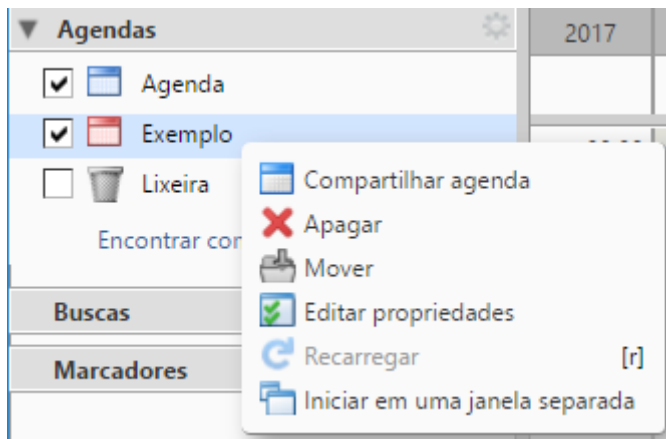 Agendas
2017
Agenda
Exemplo
Lixeira
Compartilhar agenda
Apagar
Encontrar
Mover
Buscas
Editar propriedades
Recarregar [r]
Marcadores
Iniciar em uma janela separada